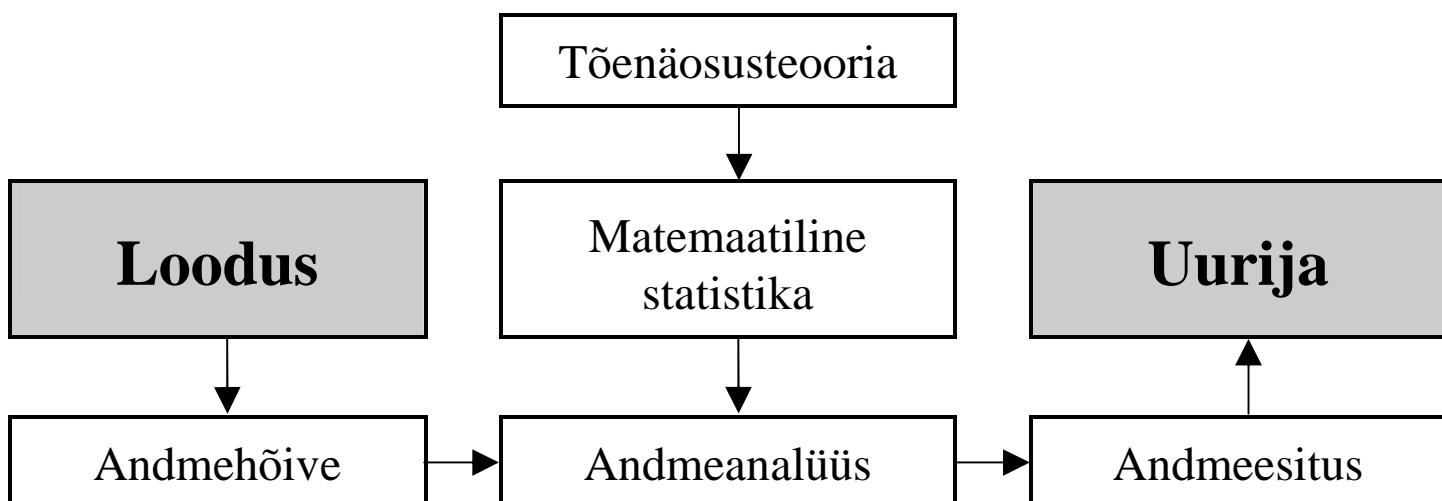 Tõenäosusteooria
Loodus
Matemaatiline
statistika
Uurija
Andmehõive
Andmeanalüüs
Andmeesitus